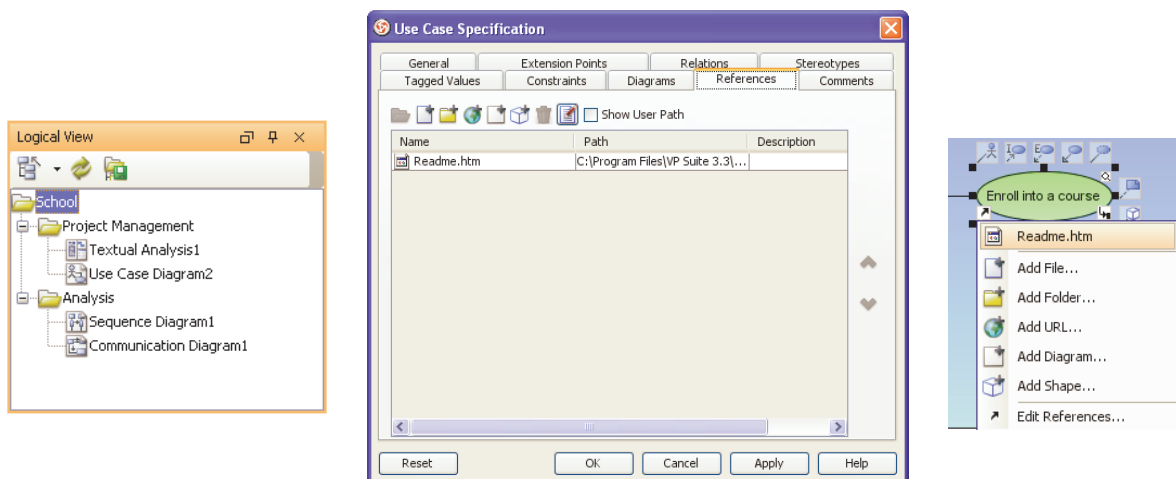 Logical View
School
Project Management
Textual Analysis1
Use Case Diagram2
Analysis
Sequence Diagram1
Communication Diagram1
Use Case Specification
General Extension Points Relations Stereotypes
Tagged Values Constraints Diagrams References Comments
Show User Path
Name Path Description
Readme.htm C:\Program Files\VP Suite 3.3\...
Reset OK Cancel Apply Help
Enroll into a course
Readme.htm
Add File...
Add Folder...
Add URL...
Add Diagram...
Add Shape...
Edit References...